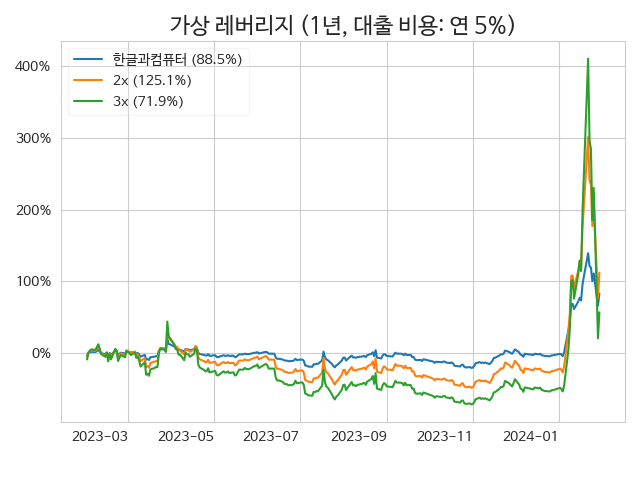 가상 레버리지 (1년, 대출 비용: 연 5%)
한글과컴퓨터 (88.5%)
2x (125.1%)
3x (71.9%)
400%
300%
200%
100%
0%
2023-03 2023-05 2023-07 2023-09 2023-11 2024-01